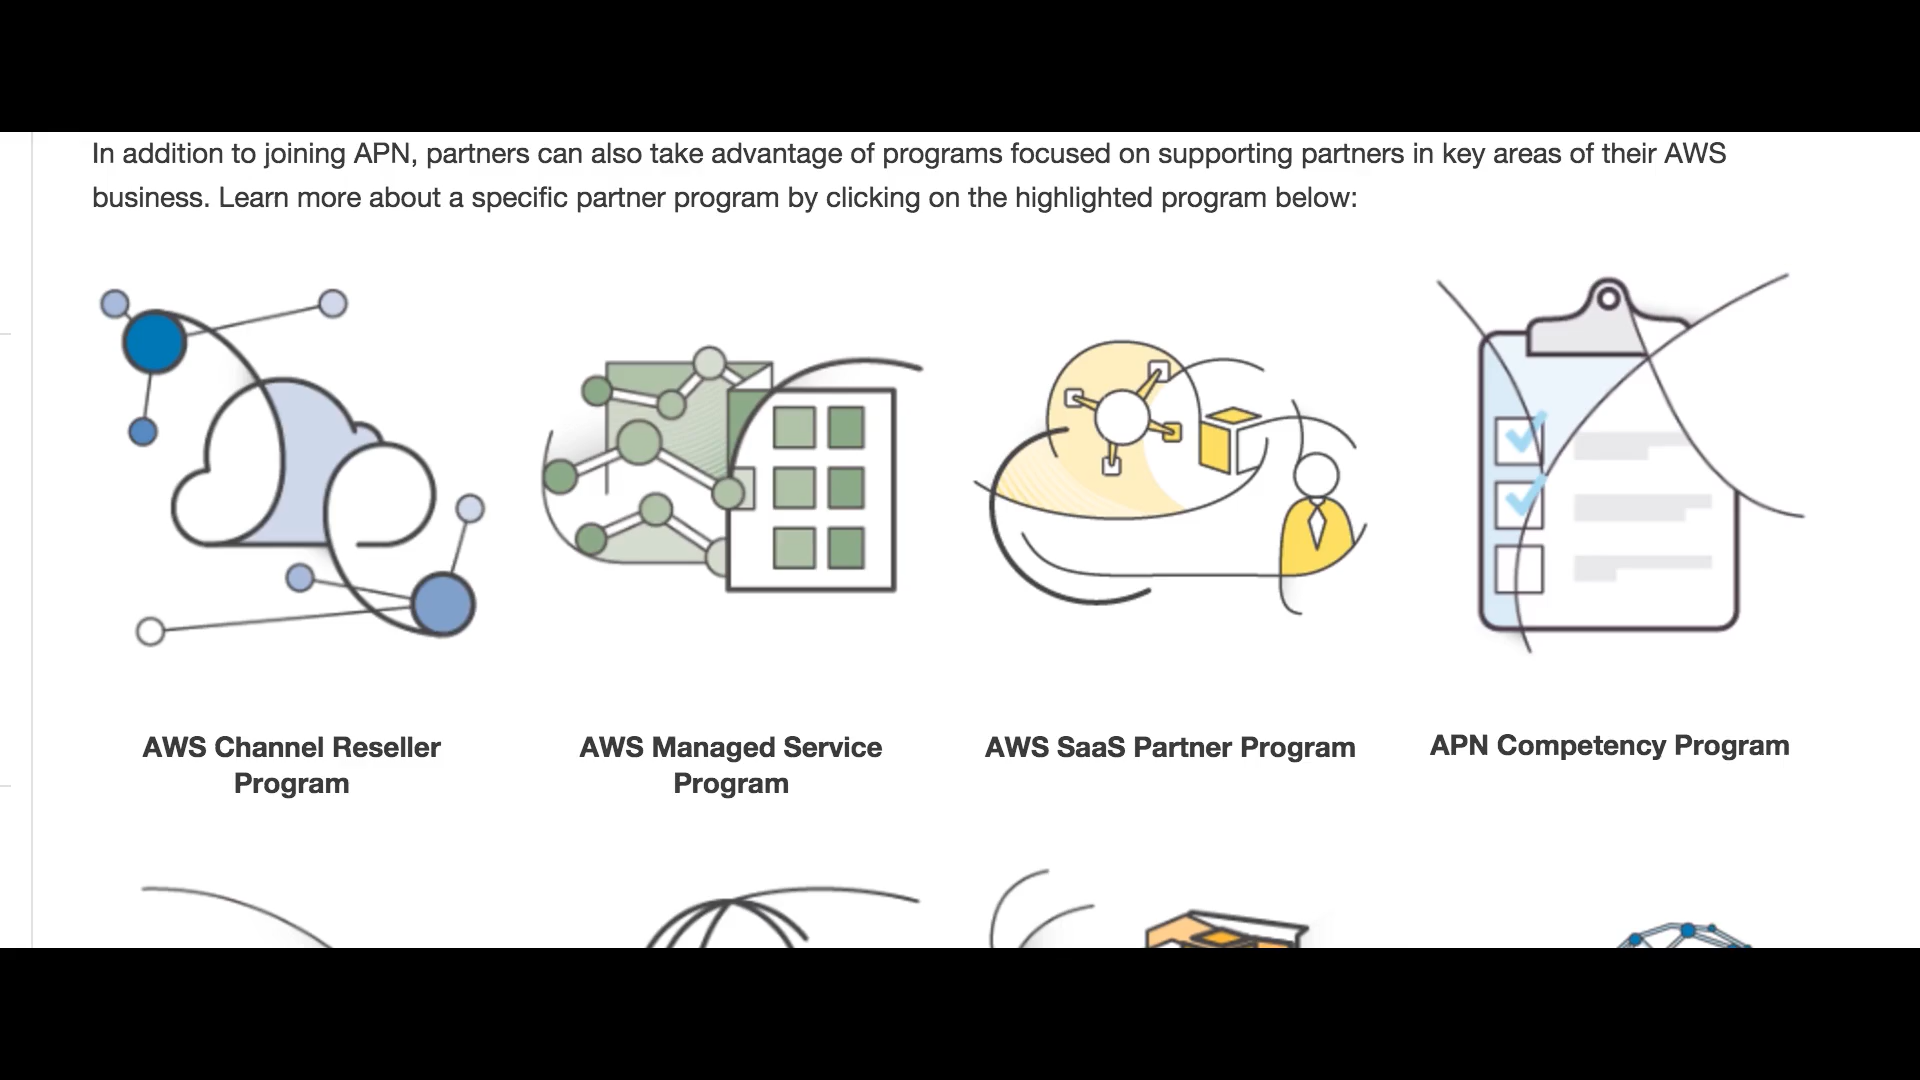 In addition to joining APN, partners can also take advantage of programs focused on supporting partners in key areas of their AWS
business. Learn more about a specific partner program by clicking on the highlighted program below:
AWS Channel Reseller
Program
AWS Managed Service
Program
AWS SaaS Partner Program
APN Competency Program